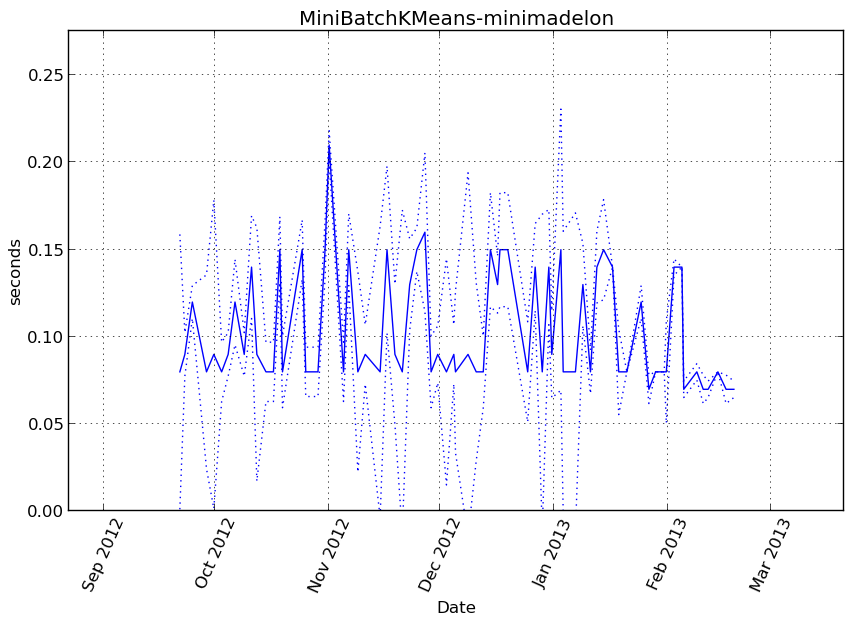 MiniBatchKMeans-minimadelon
0.25
0.20
0.15
0.10
0.05
0.00
seconds
Sep 2012
Oct 2012
Nov 2012
Dec 2012
Jan 2013
Feb 2013
Mar 2013
Date